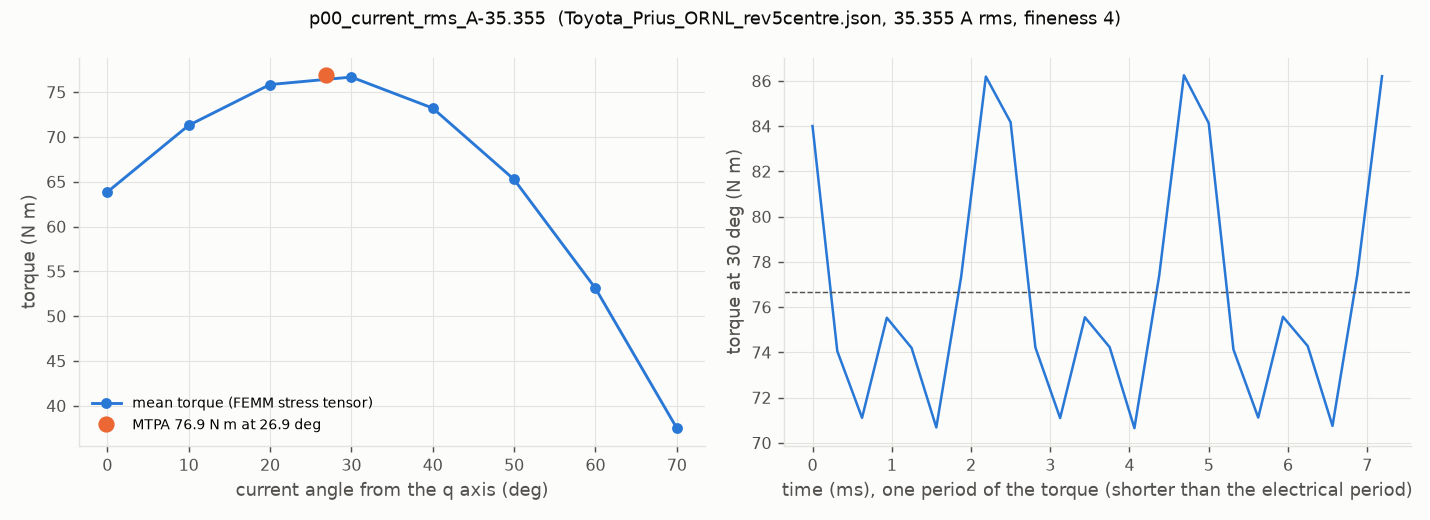 p00_current_rms_A-35.355  (Toyota_Prius_ORNL_rev5centre.json, 35.355 A rms, fineness 4)
torque (N m)
75
70
65
60
55
50
45
40
mean torque (FEMM stress tensor)
MTPA 76.9 N m at 26.9 deg
0 10 20 30 40 50 60 70
current angle from the q axis (deg)
torque at 30 deg (N m)
86
84
82
80
78
76
74
72
70
0 1 2 3 4 5 6 7
time (ms), one period of the torque (shorter than the electrical period)